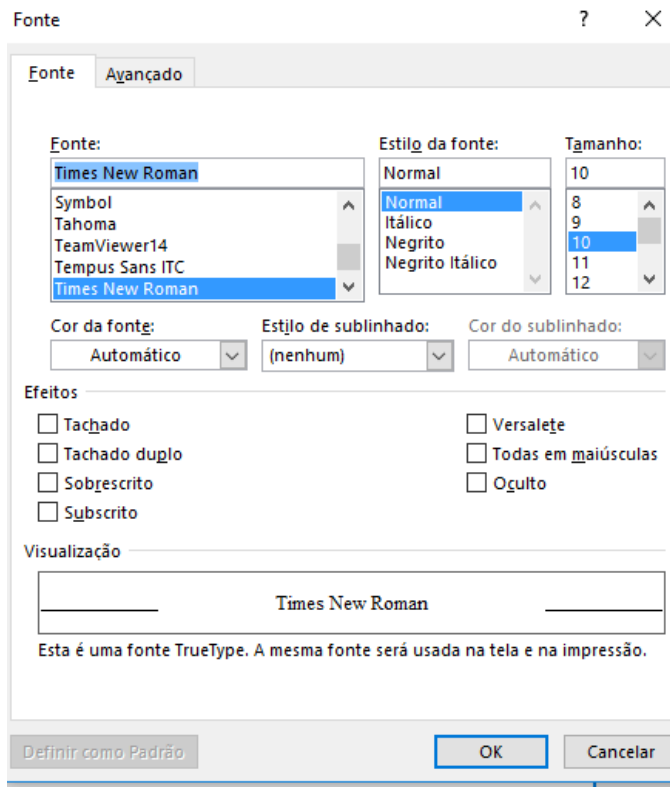 Fonte ? ×
Fonte Avançado
Fonte: Estilo da fonte: Tamanho:
Times New Roman Normal 10
Symbol Normal 8
Tahoma Itálico 9
TeamViewer14 Negrito 10
Tempus Sans ITC Negrito Itálico 11
Times New Roman 12
Cor da fonte: Estilo de sublinhado: Cor do sublinhado:
Automático (nenhum) Automático
Efeitos
Tachado Versalete
Tachado duplo Todas em maiúsculas
Sobrescrito Oculto
Subscrito
Visualização
Times New Roman
Esta é uma fonte TrueType. A mesma fonte será usada na tela e na impressão.
Definir como Padrão OK Cancelar